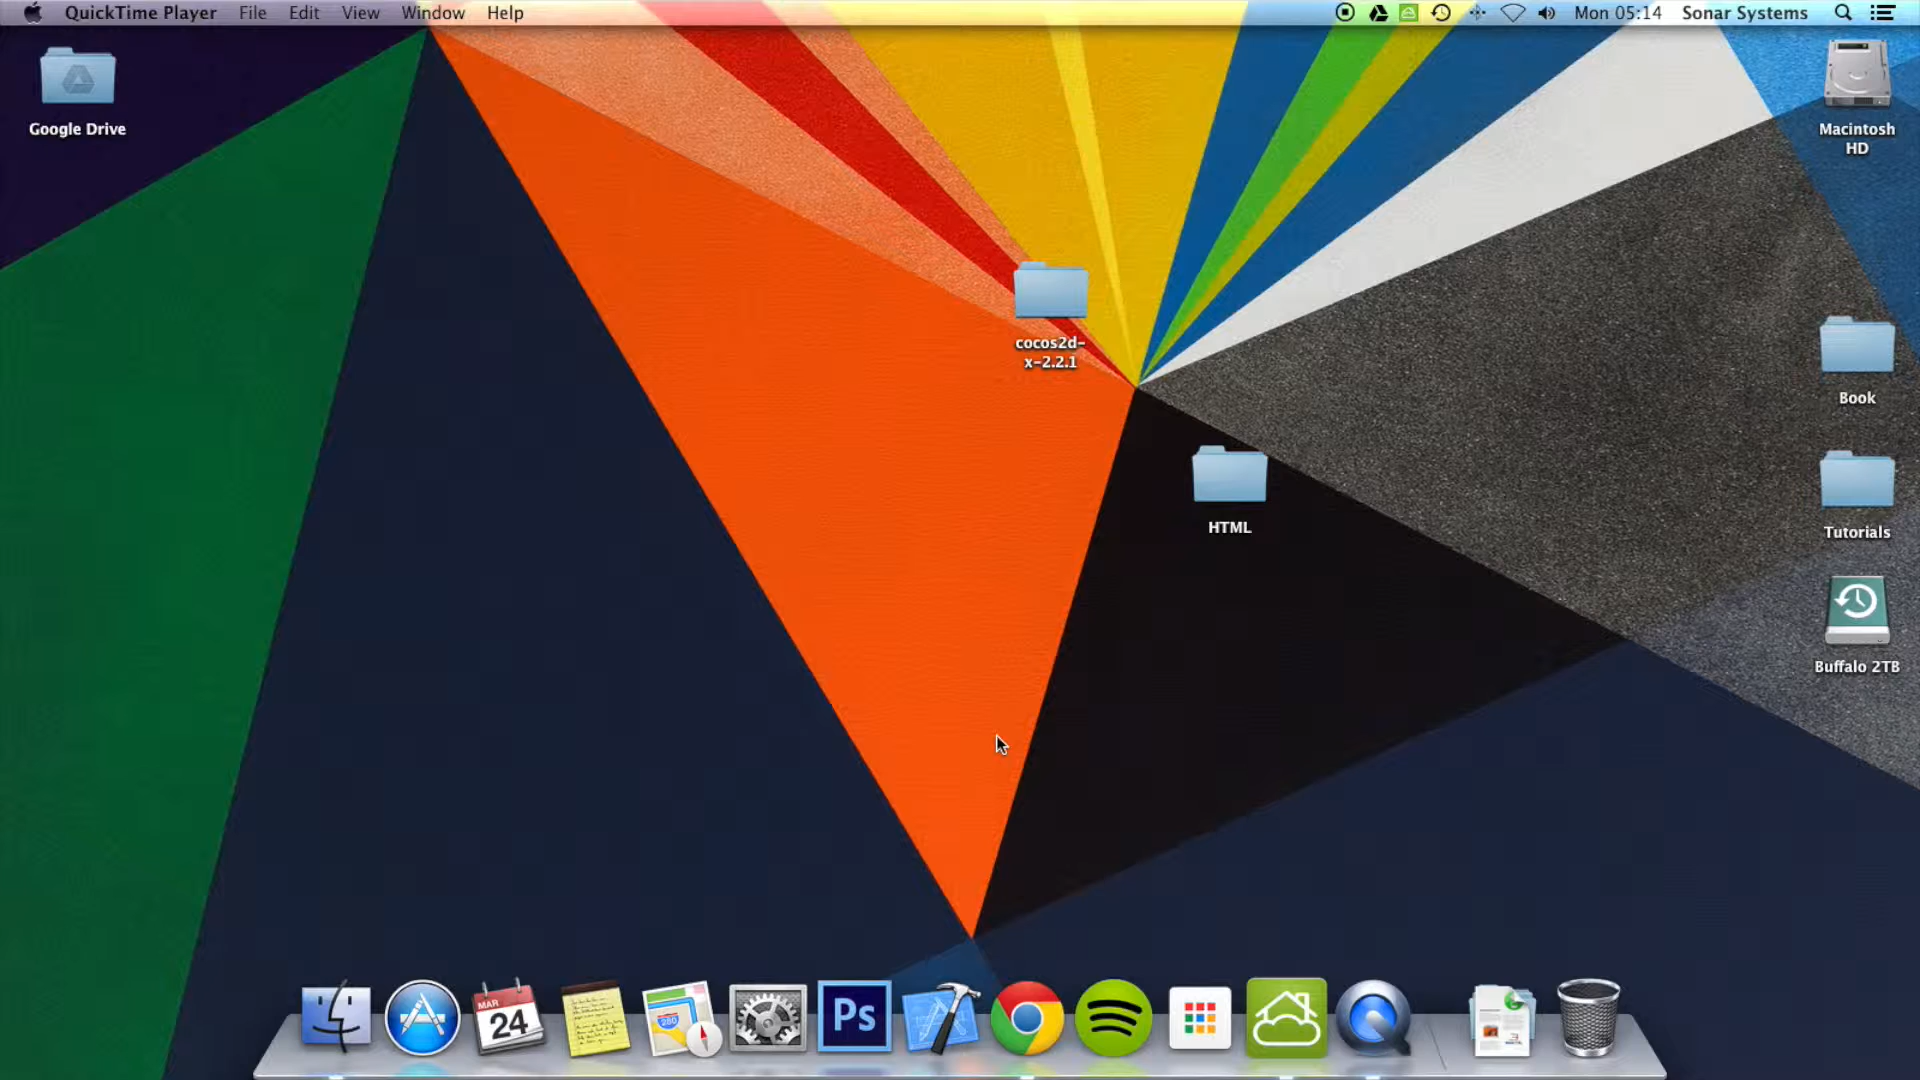 QuickTime Player File Edit View Window Help Mon 05:14 Sonar Systems
Google Drive
Macintosh
HD
cocos2d-
x-2.2.1
Book
HTML
Tutorials
Buffalo 2TB
MAR
24
280
Ps